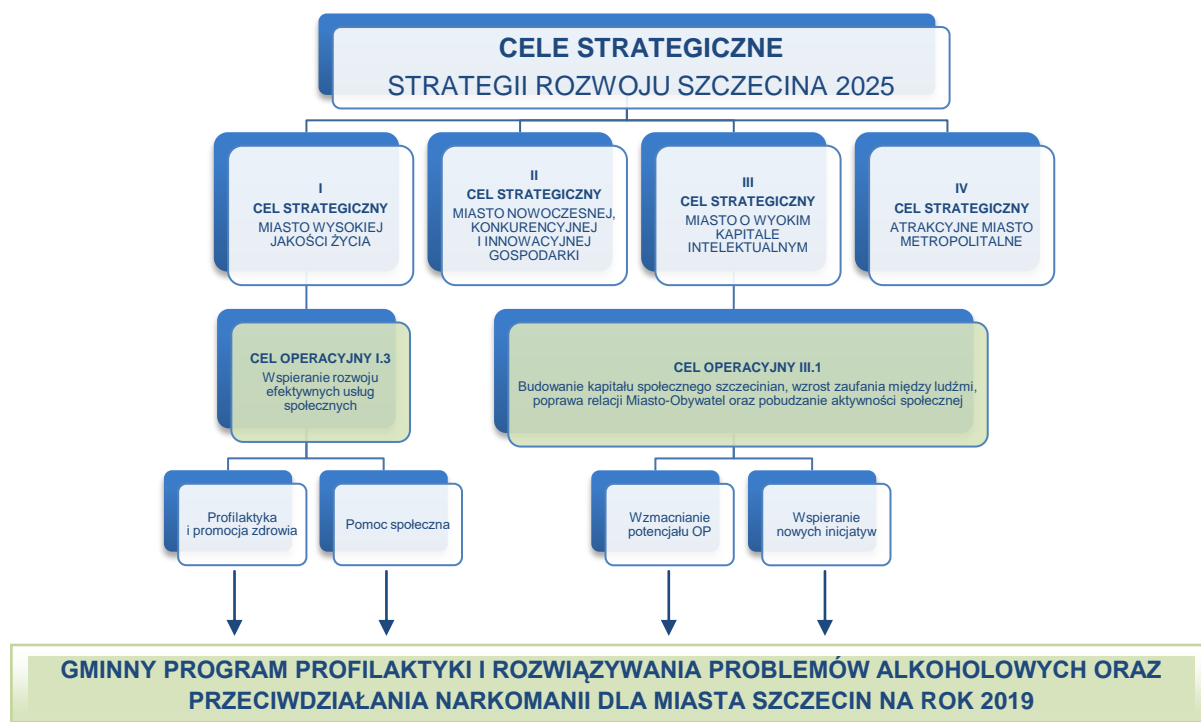 CELE STRATEGICZNE
STRATEGII ROZWOJU SZCZECINA 2025
I
CEL STRATEGICZNY
MIASTO WYSOKIEJ
JAKOŚCI ŻYCIA
II
CEL STRATEGICZNY
MIASTO NOWOCZESNEJ,
KONKURENCYJNEJ
I INNOWACYJNEJ
GOSPODARKI
III
CEL STRATEGICZNY
MIASTO O WYOKIM
KAPITALE
INTELEKTUALNYM
IV
CEL STRATEGICZNY
ATRAKCYJNE MIASTO
METROPOLITALNE
CEL OPERACYJNY I.3
Wspieranie rozwoju
efektywnych usług
społecznych
CEL OPERACYJNY III.1
Budowanie kapitału społecznego szczecinian, wzrost zaufania między ludźmi,
poprawa relacji Miasto-Obywatel oraz pobudzanie aktywności społecznej
Profilaktyka
i promocja zdrowia
Pomoc społeczna
Wzmacnianie
potencjału OP
Wspieranie
nowych inicjatyw
GMINNY PROGRAM PROFILAKTYKI I ROZWIĄZYWANIA PROBLEMÓW ALKOHOLOWYCH ORAZ
PRZECIWDZIAŁANIA NARKOMANII DLA MIASTA SZCZECIN NA ROK 2019